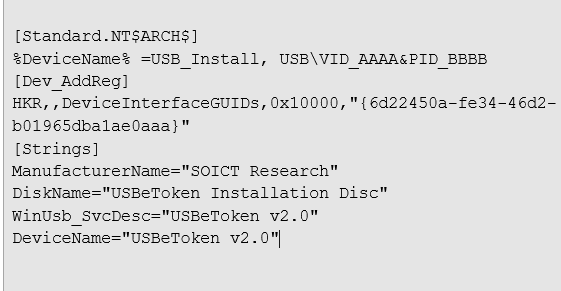 [Standard.NT$ARCH$]
%DeviceName% =USB_Install, USB\VID_AAAA&PID_BBBB
[Dev_AddReg]
HKR,,DeviceInterfaceGUIDs,0x10000,"{6d22450a-fe34-46d2-
b01965dba1ae0aaa}"
[Strings]
ManufacturerName="SOICT Research"
DiskName="USBeToken Installation Disc"
WinUsb_SvcDesc="USBeToken v2.0"
DeviceName="USBeToken v2.0"